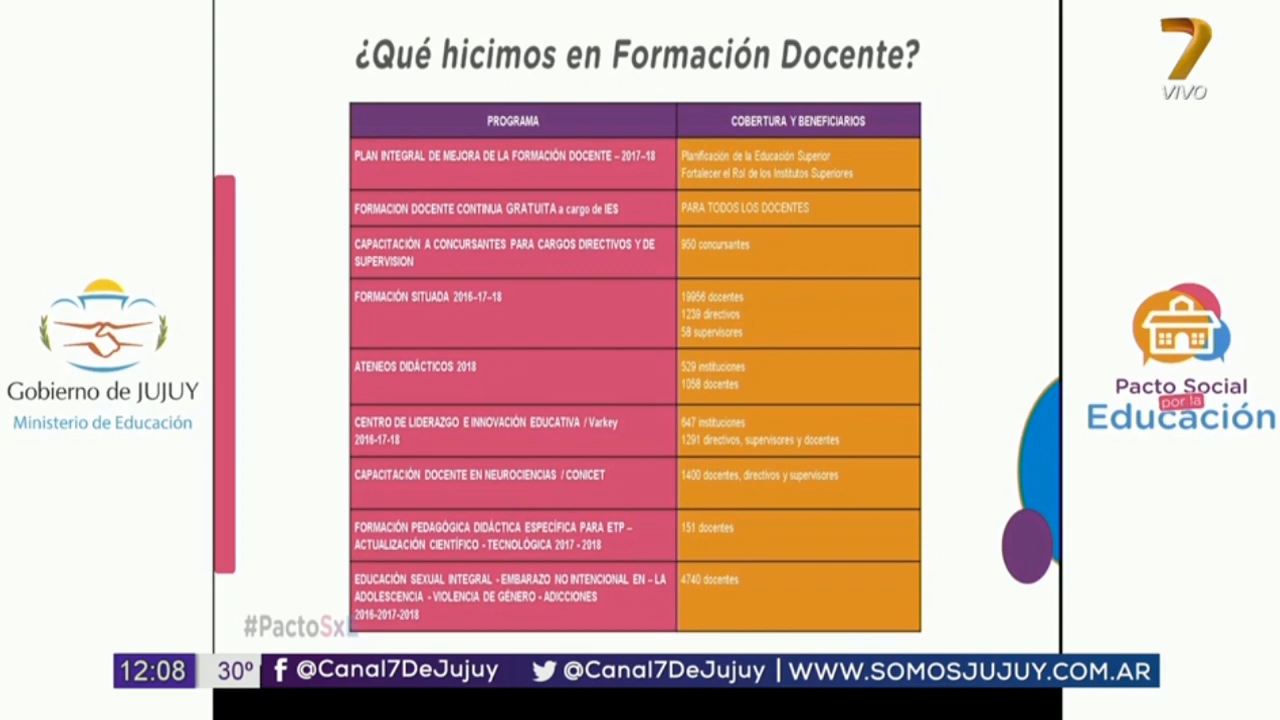 ¿Qué hicimos en Formación Docente?
7
VIVO
PROGRAMA
COBERTURA Y BENEFICIARIOS
PLAN INTEGRAL DE MEJORA DE LA FORMACIÓN DOCENTE – 2017–18
Planificación de la Educación Superior
Fortalecer el Rol de los Institutos Superiores
FORMACION DOCENTE CONTINUA GRATUITA a cargo de IES
PARA TODOS LOS DOCENTES
CAPACITACIÓN A CONCURSANTES PARA CARGOS DIRECTIVOS Y DE
SUPERVISION
950 concursantes
FORMACIÓN SITUADA 2016–17–18
19956 docentes
1239 directivos
58 supervisores
ATENEOS DIDÁCTICOS 2018
529 instituciones
1058 docentes
CENTRO DE LIDERAZGO E INNOVACIÓN EDUCATIVA / Varkey
2016-17-18
647 instituciones
1291 directivos, supervisores y docentes
CAPACITACIÓN DOCENTE EN NEUROCIENCIAS / CONICET
1400 docentes, directivos y supervisores
FORMACIÓN PEDAGÓGICA DIDÁCTICA ESPECÍFICA PARA ETP –
ACTUALIZACIÓN CIENTÍFICO - TECNOLÓGICA 2017 - 2018
151 docentes
EDUCACIÓN SEXUAL INTEGRAL - EMBARAZO NO INTENCIONAL EN – LA
ADOLESCENCIA - VIOLENCIA DE GÉNERO - ADICCIONES
2016-2017-2018
4740 docentes
Gobierno de JUJUY
Ministerio de Educación
Pacto Social
por la
Educación
#PactoSxE
12:08
30º
@Canal7DeJujuy
@Canal7DeJujuy | WWW.SOMOSJUJUY.COM.AR